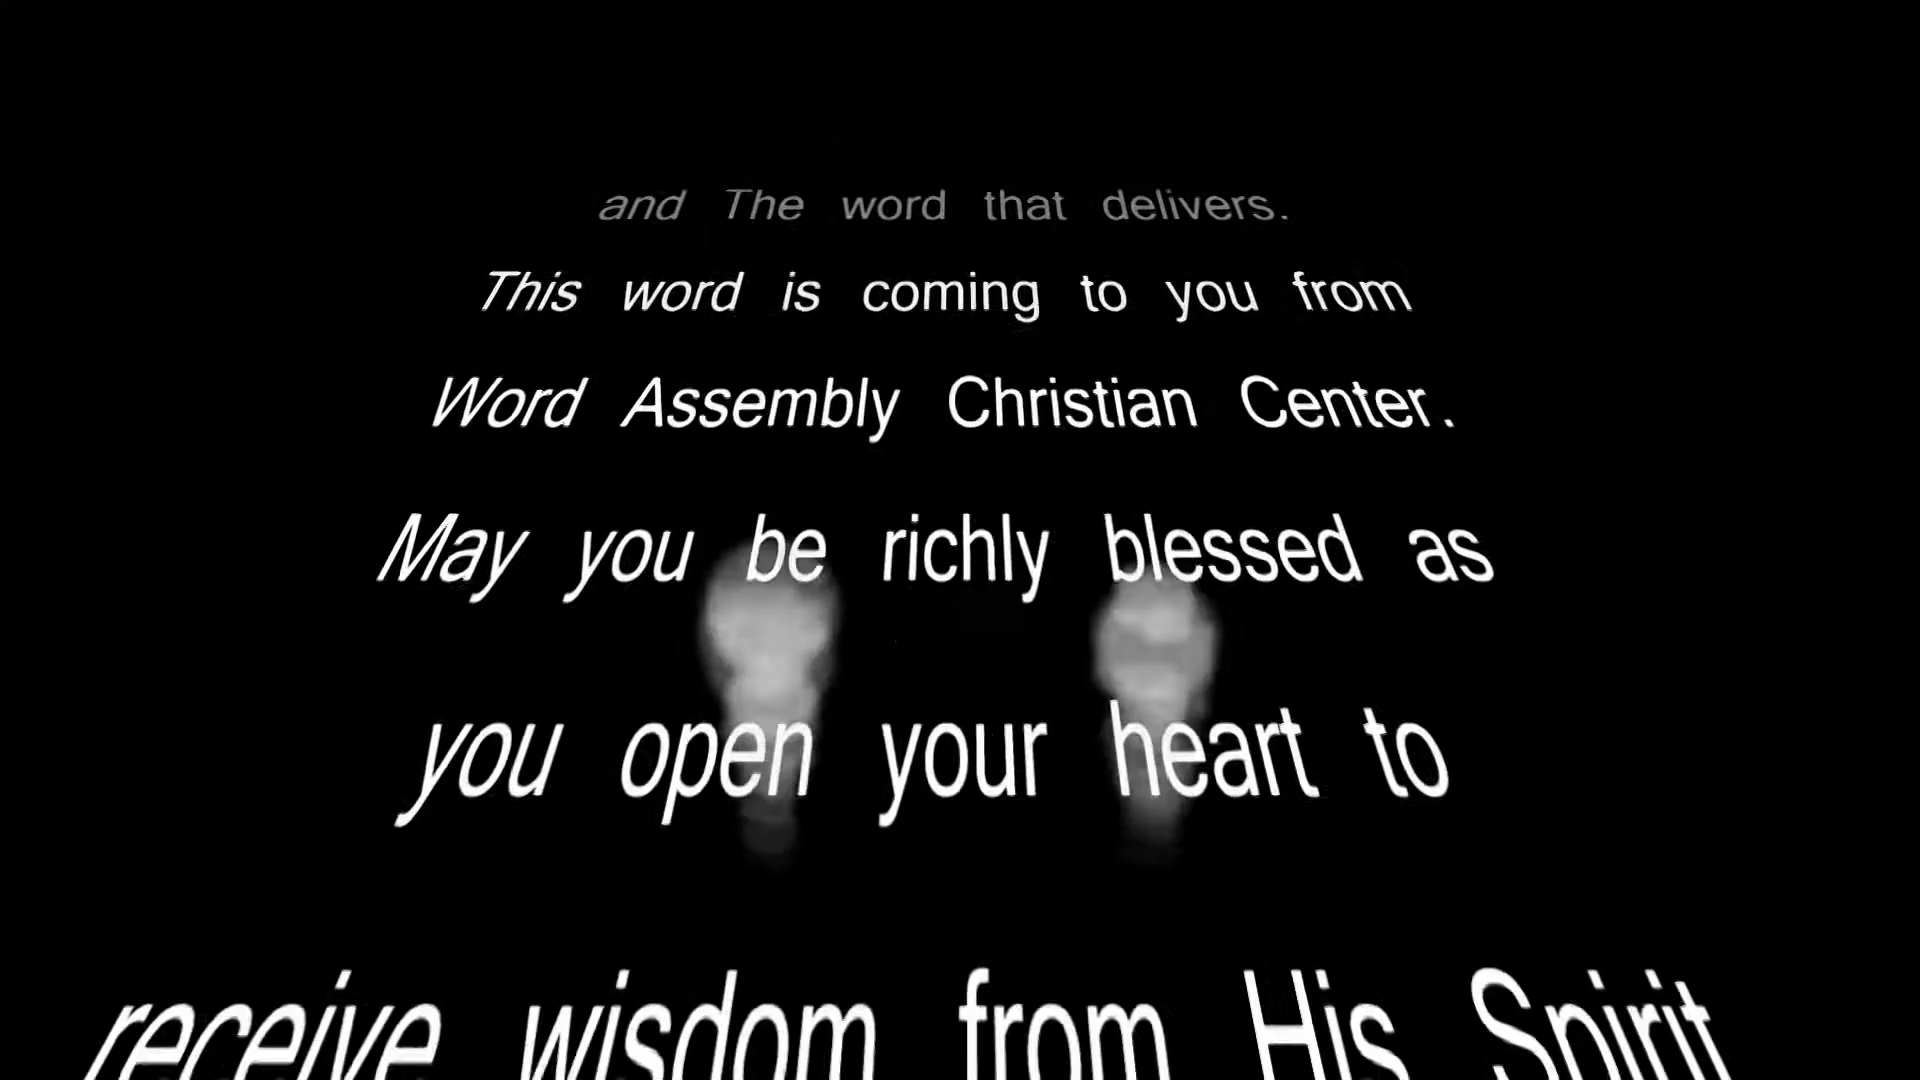 and The word that delivers.
This word is coming to you from
Word Assembly Christian Center.
May you be richly blessed as
you open your heart to
receive wisdom from His Spirit